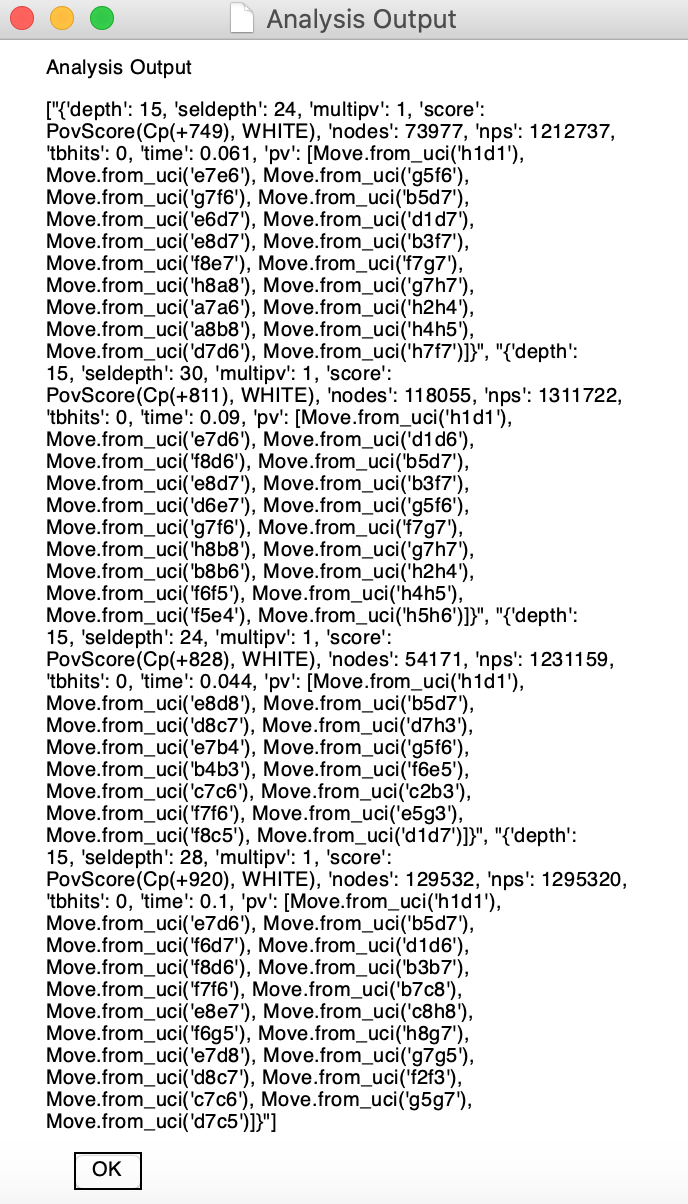 Analysis Output
Analysis Output
["{'depth': 15, 'seldepth': 24, 'multipv': 1, 'score':
PovScore(Cp(+749), WHITE), 'nodes': 73977, 'nps': 1212737,
'tbhits': 0, 'time': 0.061, 'pv': [Move.from_uci('h1d1'),
Move.from_uci('e7e6'), Move.from_uci('g5f6'),
Move.from_uci('g7f6'), Move.from_uci('b5d7'),
Move.from_uci('e6d7'), Move.from_uci('d1d7'),
Move.from_uci('e8d7'), Move.from_uci('b3f7'),
Move.from_uci('f8e7'), Move.from_uci('f7g7'),
Move.from_uci('h8a8'), Move.from_uci('g7h7'),
Move.from_uci('a7a6'), Move.from_uci('h2h4'),
Move.from_uci('a8b8'), Move.from_uci('h4h5'),
Move.from_uci('d7d6'), Move.from_uci('h7f7')]}", "{'depth':
15, 'seldepth': 30, 'multipv': 1, 'score':
PovScore(Cp(+811), WHITE), 'nodes': 118055, 'nps': 1311722,
'tbhits': 0, 'time': 0.09, 'pv': [Move.from_uci('h1d1'),
Move.from_uci('e7d6'), Move.from_uci('d1d6'),
Move.from_uci('f8d6'), Move.from_uci('b5d7'),
Move.from_uci('e8d7'), Move.from_uci('b3f7'),
Move.from_uci('d6e7'), Move.from_uci('g5f6'),
Move.from_uci('g7f6'), Move.from_uci('f7g7'),
Move.from_uci('h8b8'), Move.from_uci('g7h7'),
Move.from_uci('b8b6'), Move.from_uci('h2h4'),
Move.from_uci('f6f5'), Move.from_uci('h4h5'),
Move.from_uci('f5e4'), Move.from_uci('h5h6')]}", "{'depth':
15, 'seldepth': 24, 'multipv': 1, 'score':
PovScore(Cp(+828), WHITE), 'nodes': 54171, 'nps': 1231159,
'tbhits': 0, 'time': 0.044, 'pv': [Move.from_uci('h1d1'),
Move.from_uci('e8d8'), Move.from_uci('b5d7'),
Move.from_uci('d8c7'), Move.from_uci('d7h3'),
Move.from_uci('e7b4'), Move.from_uci('g5f6'),
Move.from_uci('b4b3'), Move.from_uci('f6e5'),
Move.from_uci('c7c6'), Move.from_uci('c2b3'),
Move.from_uci('f7f6'), Move.from_uci('e5g3'),
Move.from_uci('f8c5'), Move.from_uci('d1d7')]}", "{'depth':
15, 'seldepth': 28, 'multipv': 1, 'score':
PovScore(Cp(+920), WHITE), 'nodes': 129532, 'nps': 1295320,
'tbhits': 0, 'time': 0.1, 'pv': [Move.from_uci('h1d1'),
Move.from_uci('e7d6'), Move.from_uci('b5d7'),
Move.from_uci('f6d7'), Move.from_uci('d1d6'),
Move.from_uci('f8d6'), Move.from_uci('b3b7'),
Move.from_uci('f7f6'), Move.from_uci('b7c8'),
Move.from_uci('e8e7'), Move.from_uci('c8h8'),
Move.from_uci('f6g5'), Move.from_uci('h8g7'),
Move.from_uci('e7d8'), Move.from_uci('g7g5'),
Move.from_uci('d8c7'), Move.from_uci('f2f3'),
Move.from_uci('c7c6'), Move.from_uci('g5g7'),
Move.from_uci('d7c5')]}"]
OK